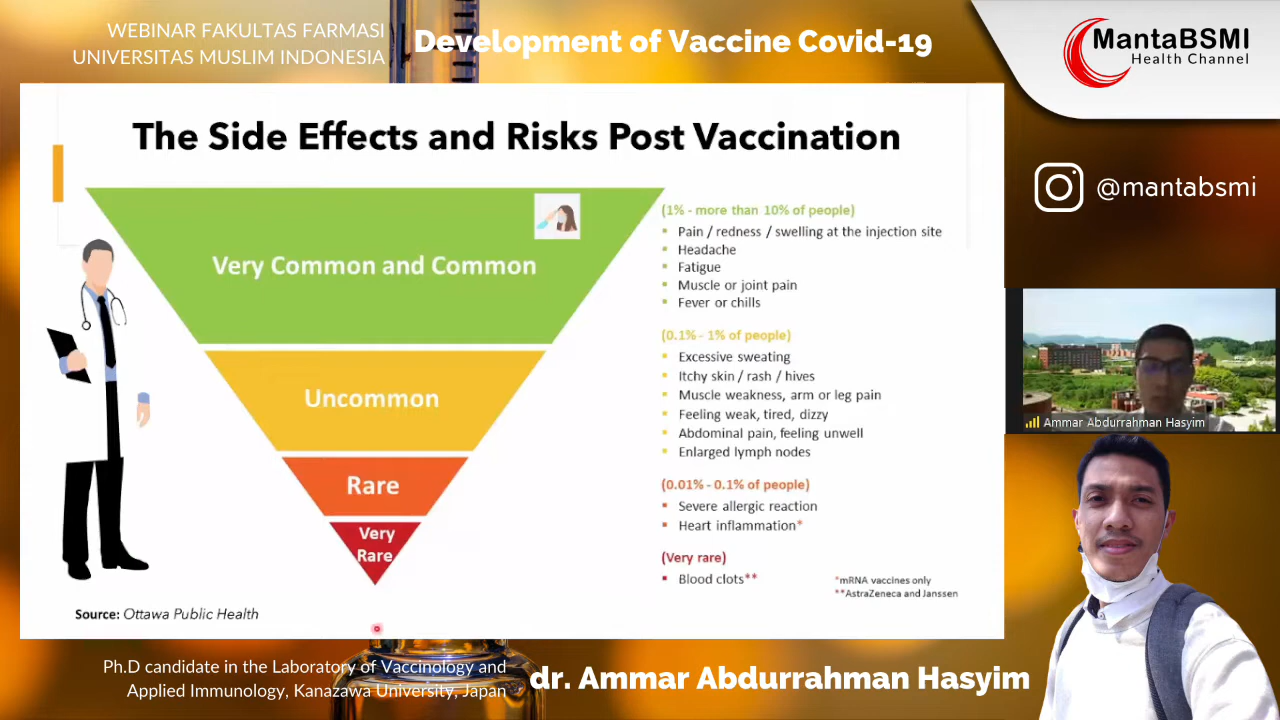 WEBINAR FAKULTAS FARMASI
UNIVERSITAS MUSLIM INDONESIA
Development of Vaccine Covid-19
MantaBSMI
Health Channel
@mantabsmi
The Side Effects and Risks Post Vaccination
Very Common and Common
(1% - more than 10% of people)
Pain / redness / swelling at the injection site
Headache
Fatigue
Muscle or joint pain
Fever or chills
Uncommon
(0.1% - 1% of people)
Excessive sweating
Itchy skin / rash / hives
Muscle weakness, arm or leg pain
Feeling weak, tired, dizzy
Abdominal pain, feeling unwell
Enlarged lymph nodes
Rare
(0.01% - 0.1% of people)
Severe allergic reaction
Heart inflammation*
Very
Rare
(Very rare)
Blood clots**
*mRNA vaccines only
**AstraZeneca and Janssen
Source: Ottawa Public Health
Ammar Abdurrahman Hasyim
Ph.D candidate in the Laboratory of Vaccinology and
Applied Immunology, Kanazawa University, Japan
dr. Ammar Abdurrahman Hasyim